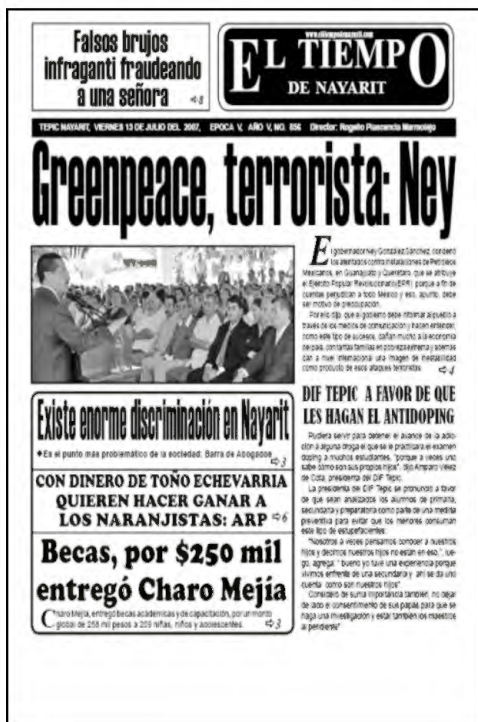 Falsos brujos
infraganti fraudeando
a una señora 8
www.eltiempodenayarit.com
EL TIEMPO
DE NAYARIT
TEPIC NAYARIT, VIERNES 13 DE JULIO DEL 2007, EPOCA V, AÑO V, NO. 856 Director: Rogelio Plascencia Marmolejo
Greenpeace, terrorista: Ney
El gobernador Ney González Sánchez, condenó
los atentados contra instalaciones de Petróleos
Mexicanos, en Guanajuato y Querétaro, que se atribuye
el Ejército Popular Revolucionario (EPR) porque a fin de
cuentas perjudican a todo México y eso, apuntó, debe
ser motivo de preocupación.
Por ello dijo, que el gobierno debe informar al pueblo a
través de los medios de comunicación y hacer entender,
como este tipo de sucesos, dañan mucho a la economía
del país, con tantas familias en pobreza extrema y además
dan a nivel internacional una imagen de inestabilidad
como producto de esos ataques terroristas. 4
DIF TEPIC A FAVOR DE QUE
LES HAGAN EL ANTIDOPING
Pudiera servir para detener el avance de la adic-
ción a alguna droga el que se le practicara el examen
doping a muchos estudiantes, "porque a veces uno
sabe cómo son sus propios hijos", dijo Amparo Vélez
de Cota, presidenta del DIF Tepic.
La presidenta del DIF Tepic se pronunció a favor
de que sean analizados los alumnos de primaria,
secundaria y preparatoria como parte de una medida
preventiva para evitar que los menores consuman
este tipo de estupefacientes.
"Nosotros a veces pensamos conocer a nuestros
hijos y decimos nuestros hijos no están en eso,", lue-
go, agregar, " bueno yo tuve una experiencia porque
vivimos enfrente de una secundaria y ahí se da uno
cuenta como son nuestros hijos".
Consideró de suma importancia también, no dejar
de lado el consentimiento de sus papás para que se
haga una investigación y estar también los maestros
al pendiente"
Existe enorme discriminación en Nayarit
Es el punto más problemático de la sociedad: Barra de Abogados 3
CON DINERO DE TOÑO ECHEVARRIA
QUIEREN HACER GANAR A
LOS NARANJISTAS: ARP 6
Becas, por $250 mil
entregó Charo Mejía
Charo Mejía, entregó becas académicas y de capacitación, por un monto
global de 258 mil pesos a 209 niñas, niños y adolescentes. 3